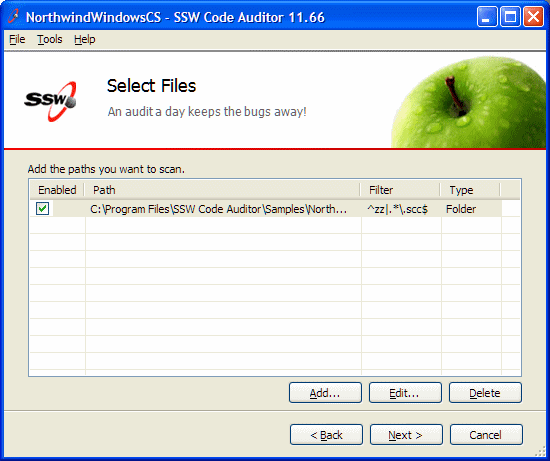 NorthwindWindowsCS - SSW Code Auditor 11.66
File Tools Help
SSW
Select Files
An audit a day keeps the bugs away!
Add the paths you want to scan.
Enabled Path Filter Type
C:\Program Files\SSW Code Auditor\Samples\North... ^zz|.*\.scc$ Folder
Add... Edit... Delete
< Back Next > Cancel